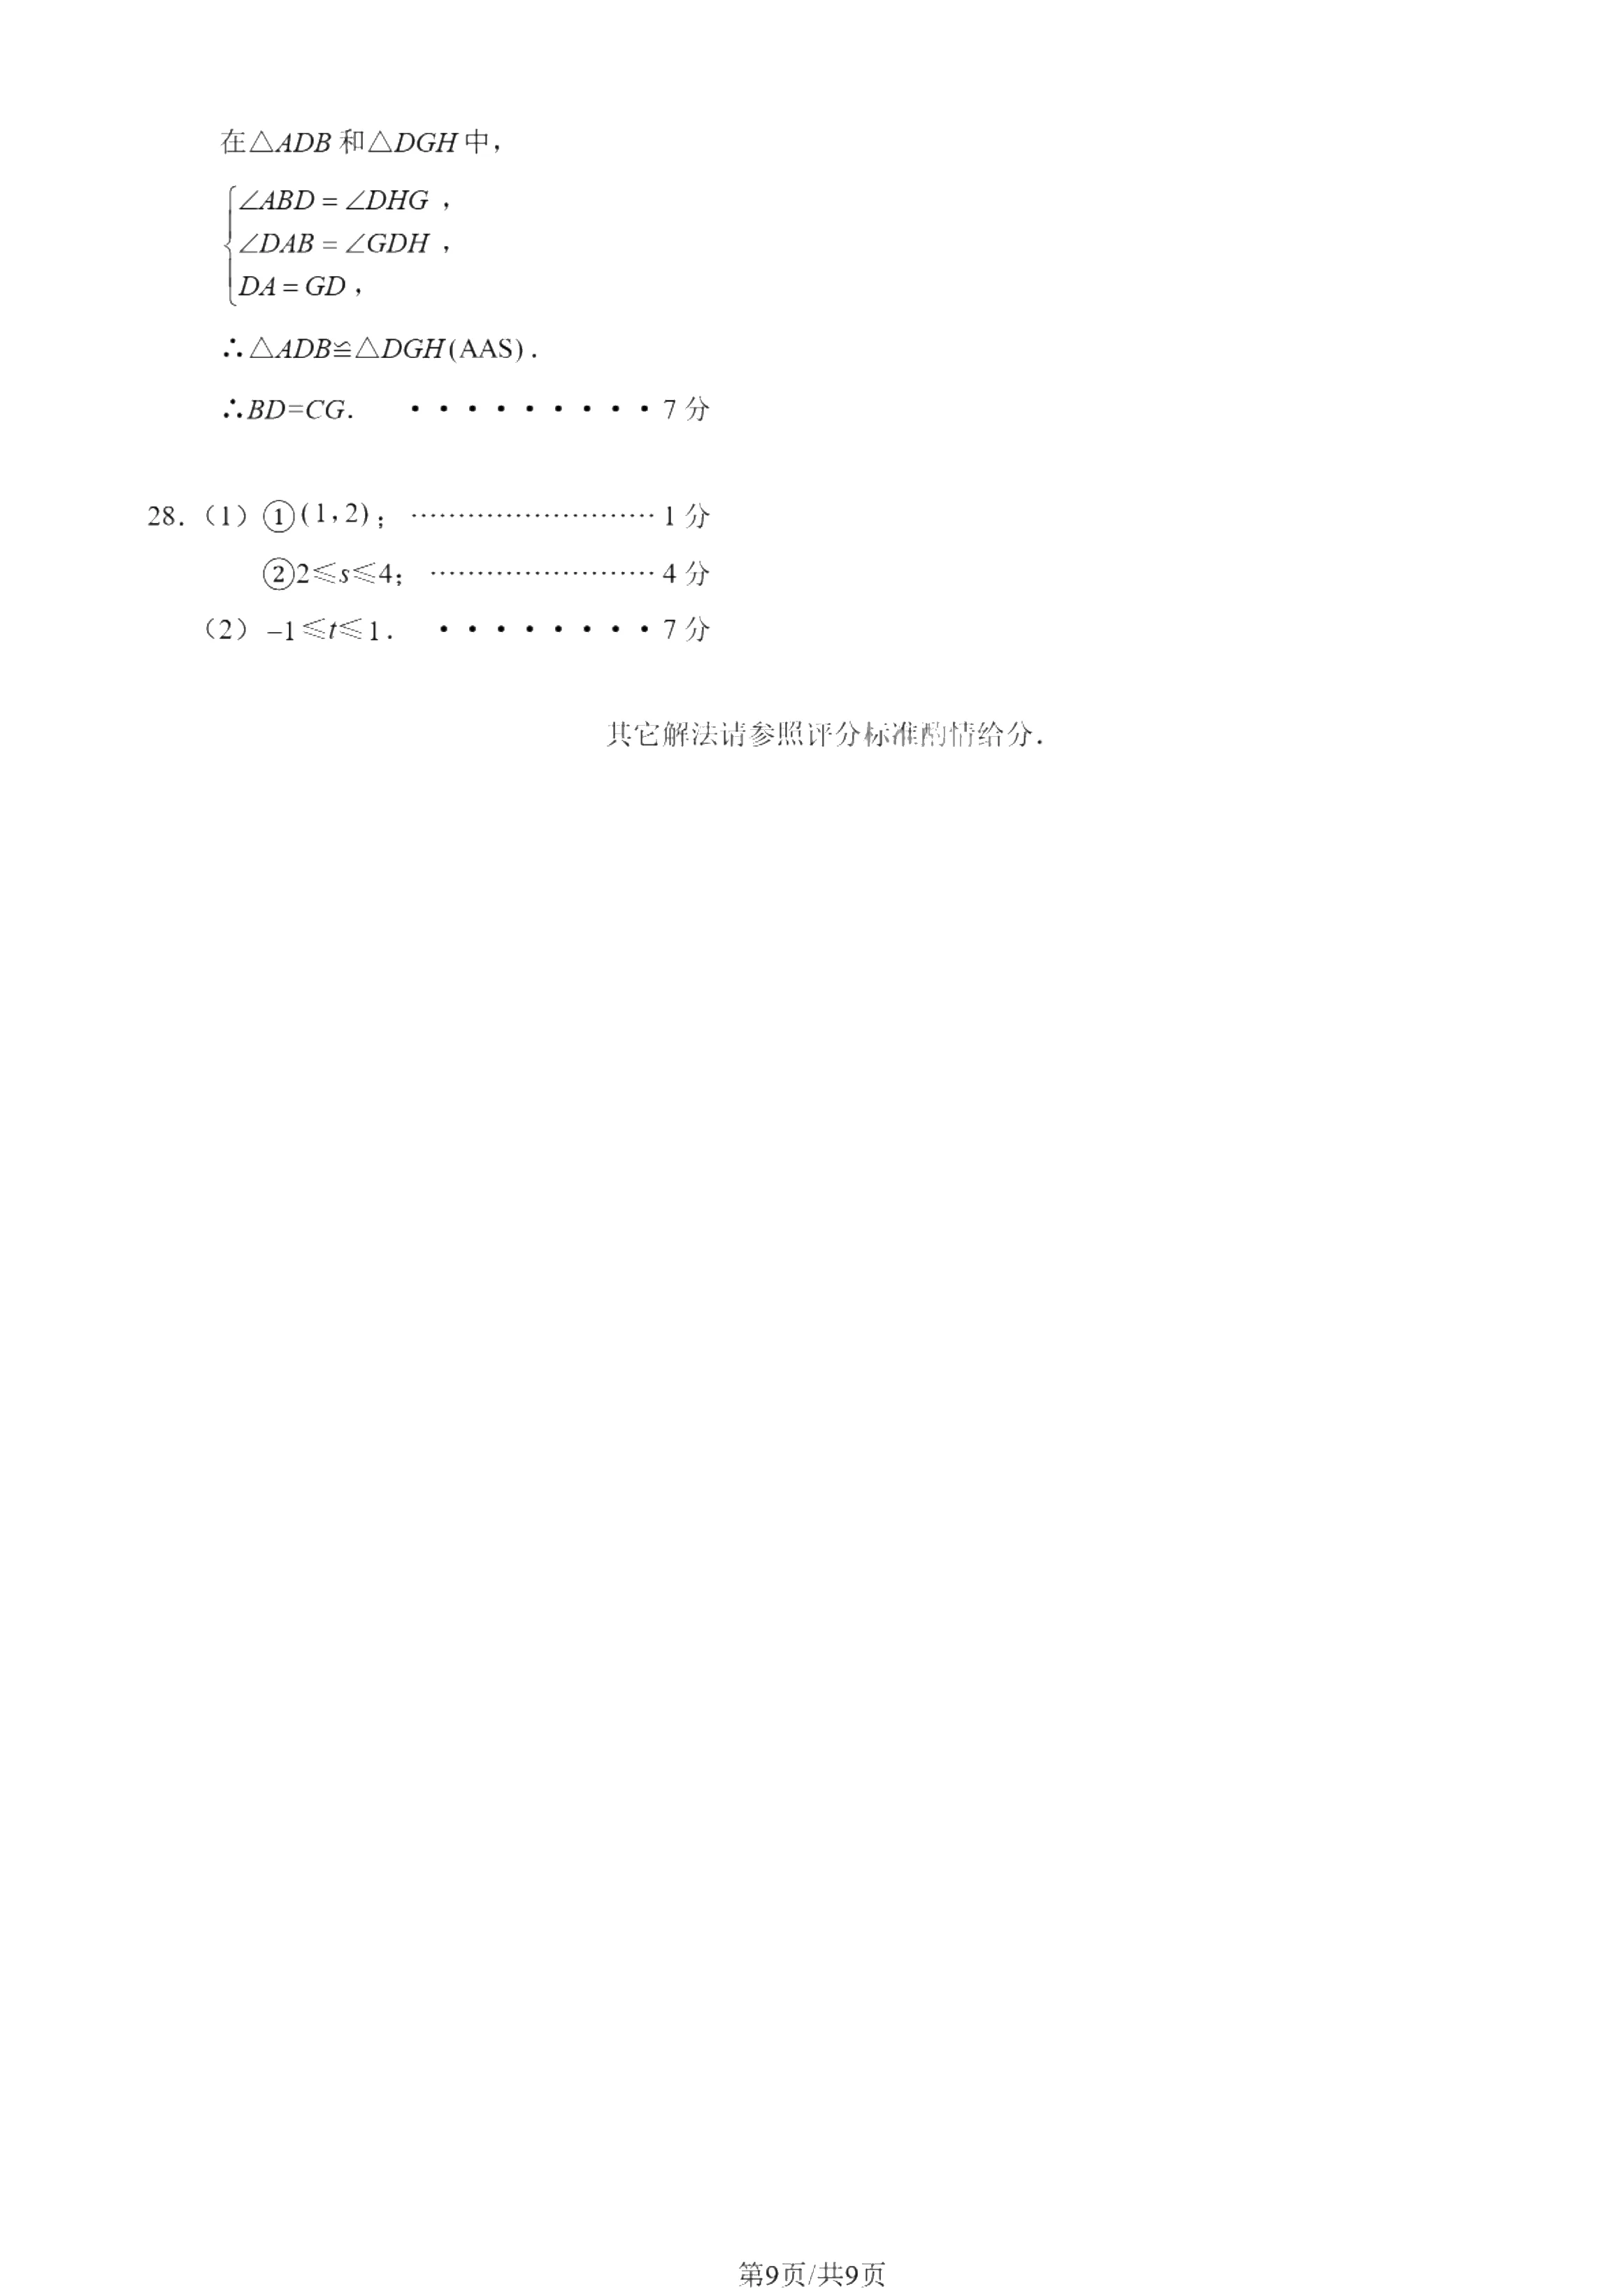 在△ADB 和△DGH 中，
∠ABD = ∠DHG ，
∠DAB = ∠GDH ，
DA = GD ，
∴△ADB≌△DGH(AAS)．
∴BD=CG． ·········7 分
28．（1）①(1，2)；…………………………1 分
②2≤s≤4；………………………4 分
（2）–1≤t≤1． ········7 分
其它解法请参照评分标准酌情给分．
第9页/共9页